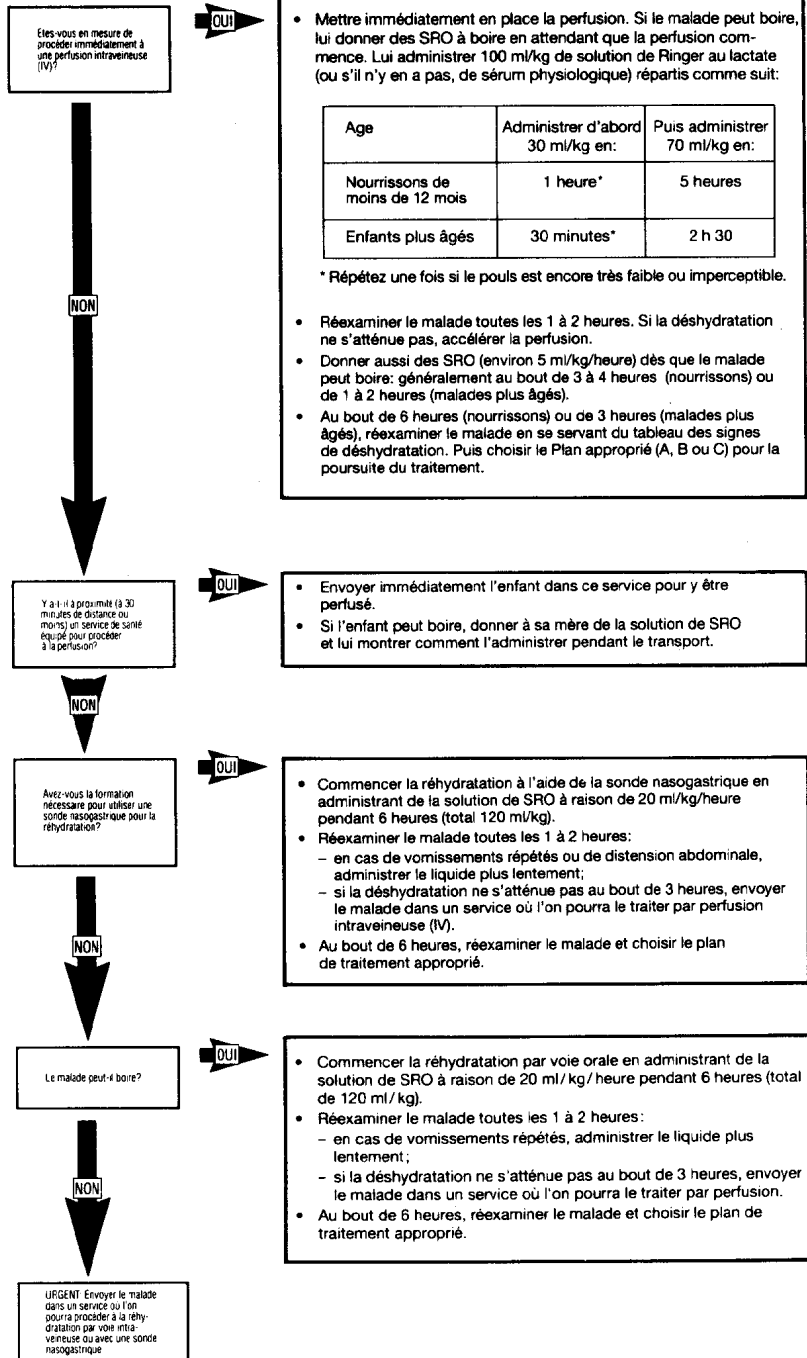 Etes-vous en mesure de
procéder immédiatement à
une perfusion intraveineuse
(IV)?
OUI
• Mettre immédiatement en place la perfusion. Si le malade peut boire,
lui donner des SRO à boire en attendant que la perfusion com-
mence. Lui administrer 100 ml/kg de solution de Ringer au lactate
(ou s'il n'y en a pas, de sérum physiologique) répartis comme suit:
Age
Administrer d'abord
30 ml/kg en:
Puis administrer
70 ml/kg en:
Nourrissons de
moins de 12 mois
1 heure*
5 heures
Enfants plus âgés
30 minutes*
2 h 30
* Répétez une fois si le pouls est encore très faible ou imperceptible.
• Réexaminer le malade toutes les 1 à 2 heures. Si la déshydratation
ne s'atténue pas, accélérer la perfusion.
• Donner aussi des SRO (environ 5 ml/kg/heure) dès que le malade
peut boire: généralement au bout de 3 à 4 heures (nourrissons) ou
de 1 à 2 heures (malades plus âgés).
• Au bout de 6 heures (nourrissons) ou de 3 heures (malades plus
âgés), réexaminer le malade en se servant du tableau des signes
de déshydratation. Puis choisir le Plan approprié (A, B ou C) pour la
poursuite du traitement.
NON
Y a-t-il à proximité (à 30
minutes de distance ou
moins) un service de santé
équipé pour procéder
à la perfusion?
OUI
• Envoyer immédiatement l'enfant dans ce service pour y être
perfusé.
• Si l'enfant peut boire, donner à sa mère de la solution de SRO
et lui montrer comment l'administrer pendant le transport.
NON
Avez-vous la formation
nécessaire pour utiliser une
sonde nasogastrique pour la
réhydratation?
OUI
• Commencer la réhydratation à l'aide de la sonde nasogastrique en
administrant de la solution de SRO à raison de 20 ml/kg/heure
pendant 6 heures (total 120 ml/kg).
• Réexaminer le malade toutes les 1 à 2 heures:
– en cas de vomissements répétés ou de distension abdominale,
administrer le liquide plus lentement;
– si la déshydratation ne s'atténue pas au bout de 3 heures, envoyer
le malade dans un service où l'on pourra le traiter par perfusion
intraveineuse (IV).
• Au bout de 6 heures, réexaminer le malade et choisir le plan
de traitement approprié.
NON
Le malade peut-il boire?
OUI
• Commencer la réhydratation par voie orale en administrant de la
solution de SRO à raison de 20 ml/kg/heure pendant 6 heures (total
de 120 ml/kg).
• Réexaminer le malade toutes les 1 à 2 heures:
– en cas de vomissements répétés, administrer le liquide plus
lentement;
– si la déshydratation ne s'atténue pas au bout de 3 heures, envoyer
le malade dans un service où l'on pourra le traiter par perfusion.
• Au bout de 6 heures, réexaminer le malade et choisir le plan de
traitement approprié.
NON
URGENT: Envoyer le malade
dans un service où l'on
pourra procéder à la réhy-
dratation par voie intra-
veineuse ou avec une sonde
nasogastrique